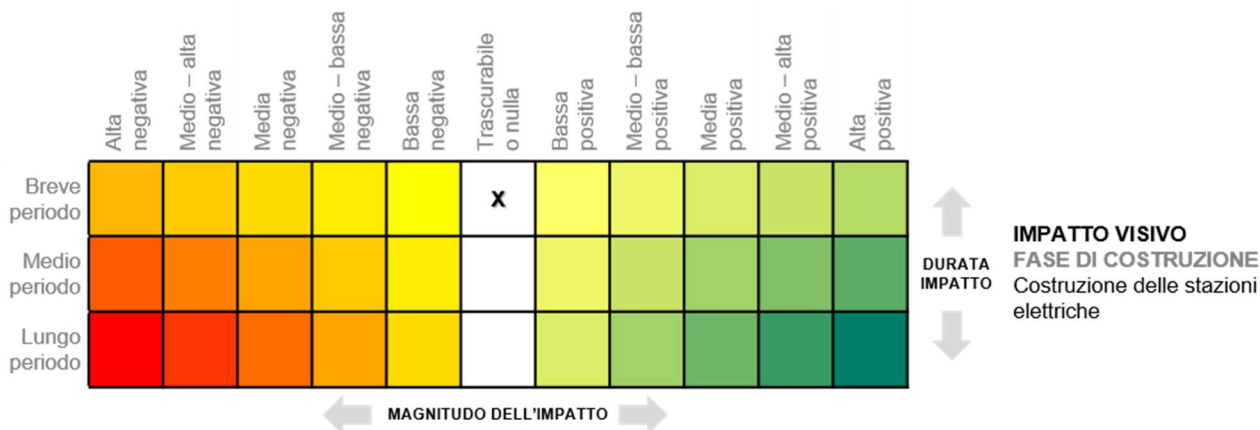 Alta
negativa
Medio – alta
negativa
Media
negativa
Medio – bassa
negativa
Bassa
negativa
Trascurabile
o nulla
Bassa
positiva
Medio – bassa
positiva
Media
positiva
Medio – alta
positiva
Alta
positiva
Breve
periodo
X
Medio
periodo
Lungo
periodo
DURATA
IMPATTO
IMPATTO VISIVO
FASE DI COSTRUZIONE
Costruzione delle stazioni
elettriche
MAGNITUDO DELL'IMPATTO